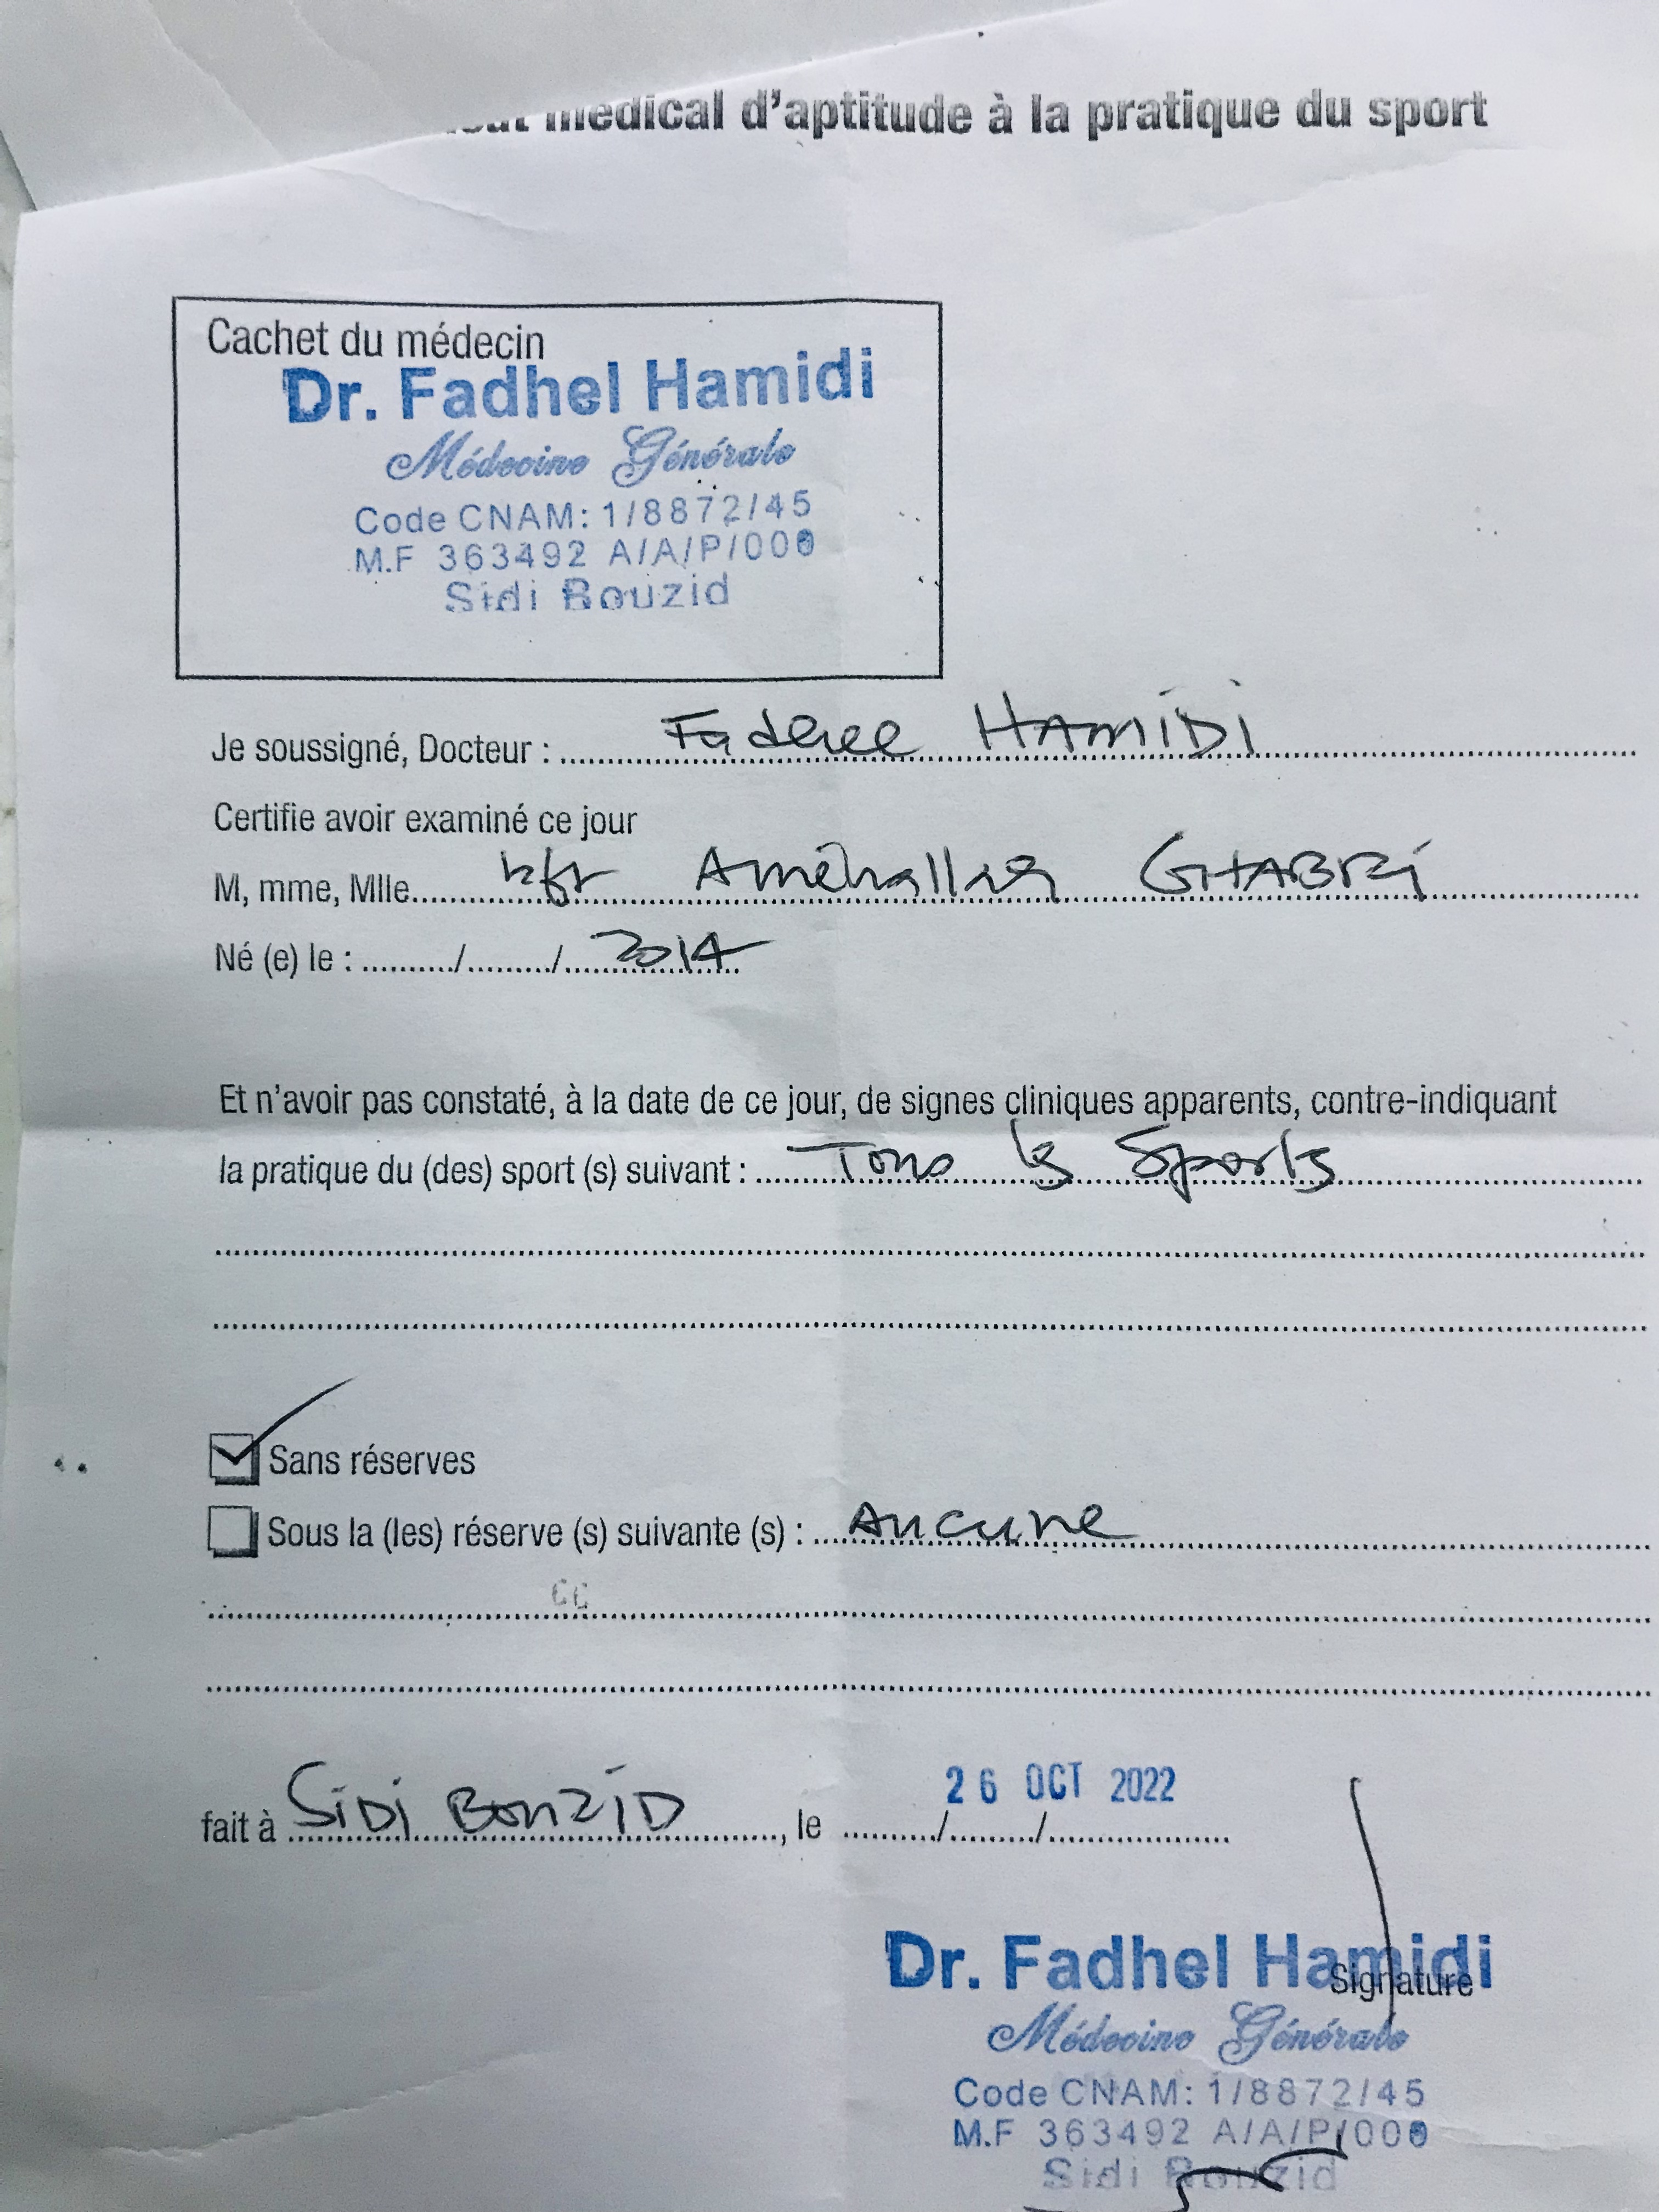 médical d'aptitude à la pratique du sport
Cachet du médecin
Dr. Fadhel Hamidi
Médecine Générale
Code CNAM: 1/8872/45
M.F 363492 A/A/P/000
Sidi Bouzid
Je soussigné, Docteur : Fadhel HAMIDI
Certifie avoir examiné ce jour
M, mme, Mlle GHABRI
Né (e) le : ........../........./ 2014
Et n'avoir pas constaté, à la date de ce jour, de signes cliniques apparents, contre-indiquant
la pratique du (des) sport (s) suivant : Tous les Sports
Sans réserves
Sous la (les) réserve (s) suivante (s) : Aucune
fait à SIDI BOUZID, le 26 OCT 2022
Dr. Fadhel Hamidi
Signature
Médecine Générale
Code CNAM: 1/8872/45
M.F 363492 A/A/P/000
Sidi Bouzid